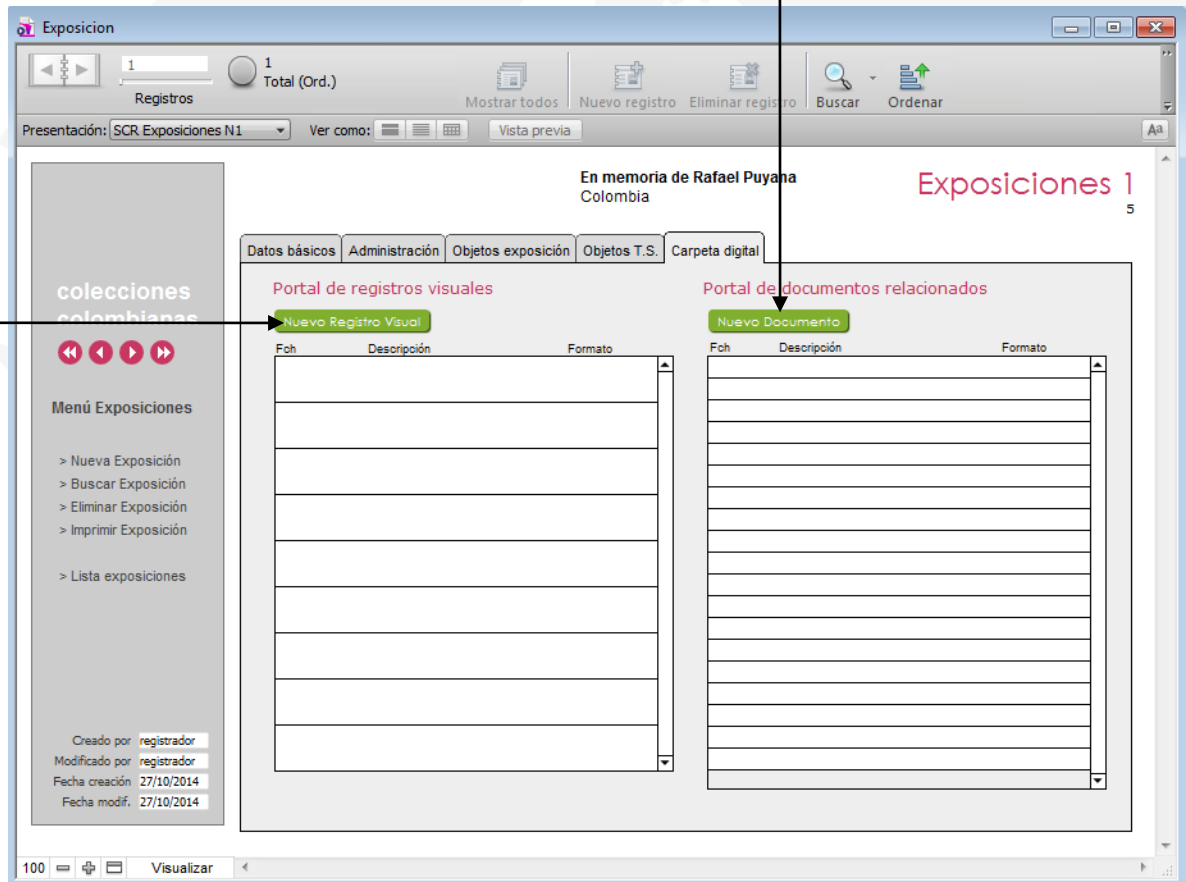 Exposicion
1
Registros
1
Total (Ord.)
Mostrar todos
Nuevo registro
Eliminar registro
Buscar
Ordenar
Presentación: SCR Exposiciones N1
Ver como:
Vista previa
Aa
En memoria de Rafael Puyana
Colombia
Exposiciones 1
5
Datos básicos
Administración
Objetos exposición
Objetos T.S.
Carpeta digital
colecciones
colombianas
Menú Exposiciones
> Nueva Exposición
> Buscar Exposición
> Eliminar Exposición
> Imprimir Exposición
> Lista exposiciones
Creado por registrador
Modificado por registrador
Fecha creación 27/10/2014
Fecha modif. 27/10/2014
Portal de registros visuales
Nuevo Registro Visual
Fch Descripción Formato
Portal de documentos relacionados
Nuevo Documento
Fch Descripción Formato
100
Visualizar